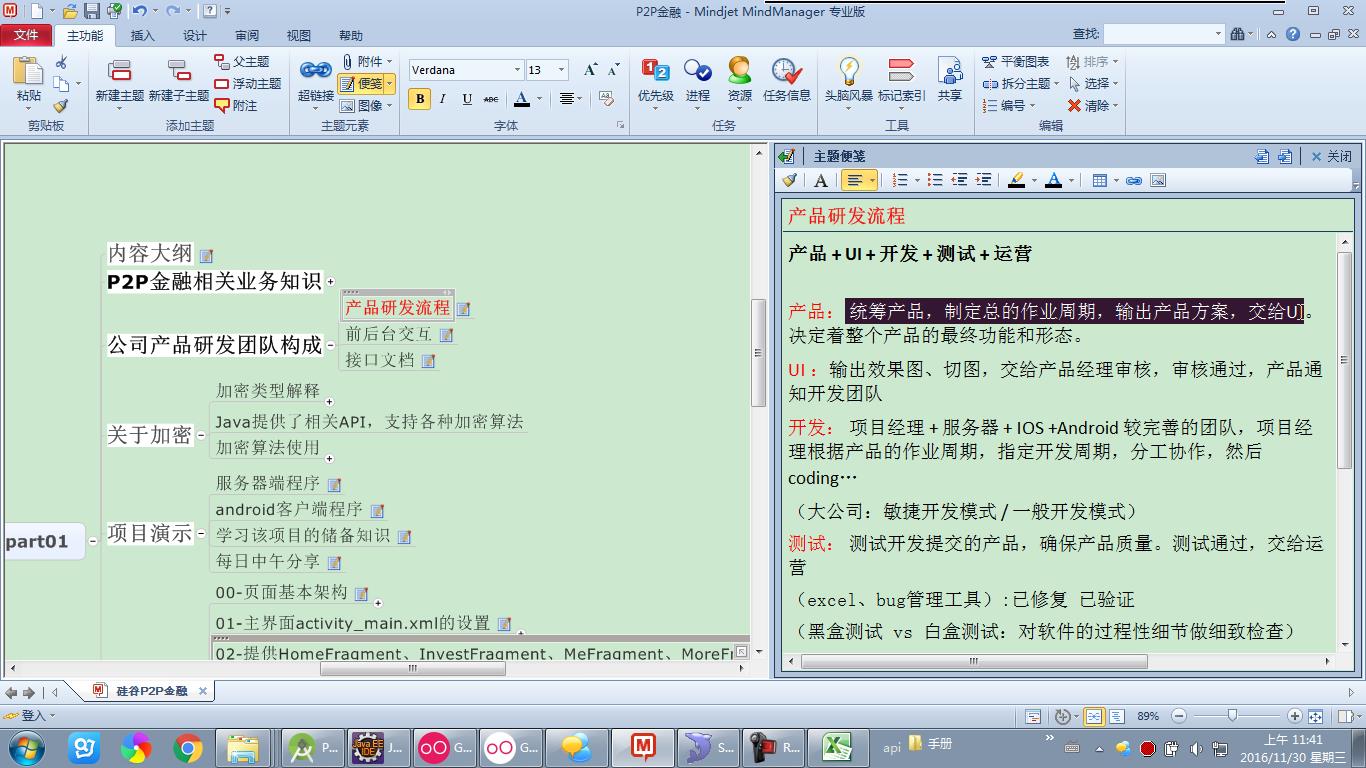 P2P金融 - Mindjet MindManager 专业版
文件 主功能 插入 设计 审阅 视图 帮助 查找:
粘贴 新建主题 新建子主题 父主题 浮动主题 附注 超链接 附件 便笺 图像
Verdana 13
B I U ABC A
优先级 进程 资源 任务信息 头脑风暴 标记索引 共享 平衡图表 拆分主题 编号 排序 选择 清除
剪贴板 添加主题 主题元素 字体 任务 工具 编辑
内容大纲
P2P金融相关业务知识
公司产品研发团队构成
产品研发流程
前后台交互
接口文档
关于加密
加密类型解释
Java提供了相关API，支持各种加密算法
加密算法使用
part01
项目演示
服务器端程序
android客户端程序
学习该项目的储备知识
每日中午分享
00-页面基本架构
01-主界面activity_main.xml的设置
02-提供HomeFragment、InvestFragment、MeFragment、MoreFr
主题便笺 关闭
产品研发流程
产品 + UI + 开发 + 测试 + 运营
产品： 统筹产品，制定总的作业周期，输出产品方案，交给UI。
决定着整个产品的最终功能和形态。
UI： 输出效果图、切图，交给产品经理审核，审核通过，产品通
知开发团队
开发： 项目经理 + 服务器 + IOS +Android 较完善的团队，项目经
理根据产品的作业周期，指定开发周期，分工协作，然后
coding…
（大公司：敏捷开发模式 / 一般开发模式）
测试： 测试开发提交的产品，确保产品质量。测试通过，交给运
营
（excel、bug管理工具）:已修复 已验证
（黑盒测试 vs 白盒测试：对软件的过程性细节做细致检查）
硅谷P2P金融
登入 89%
P... J... G... G... S... R... api 手册
上午 11:41
2016/11/30 星期三